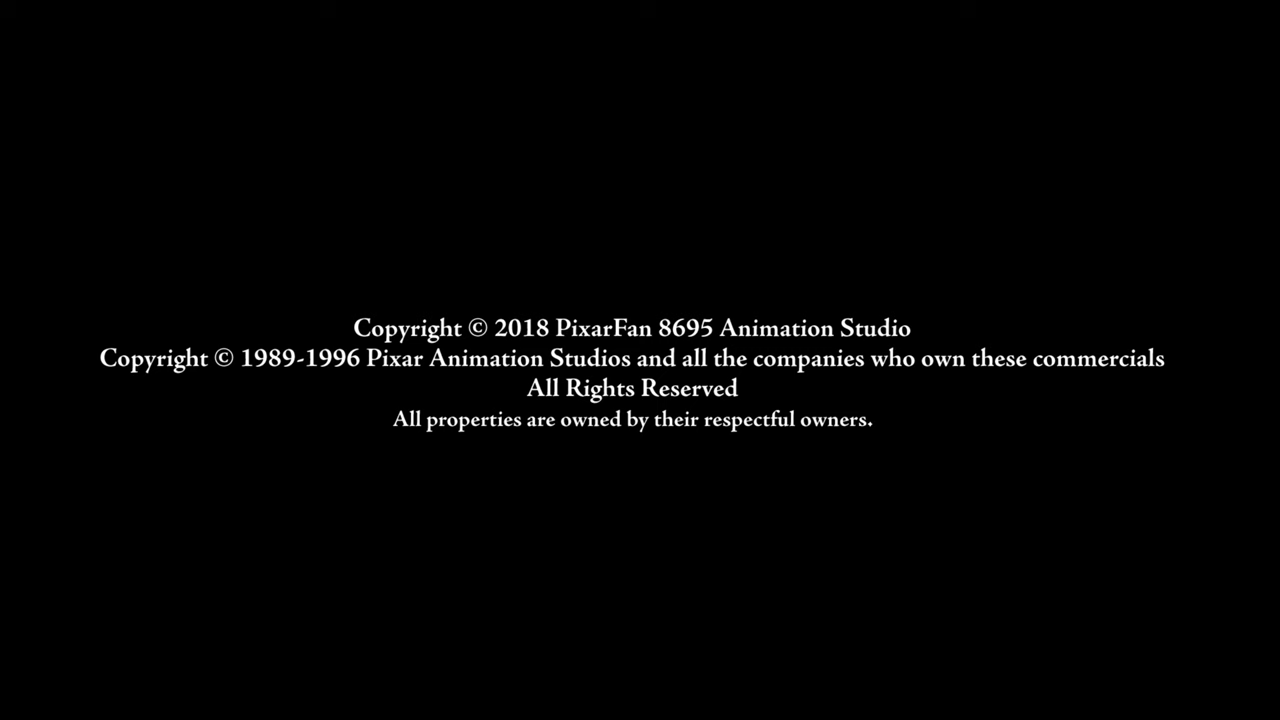 Copyright © 2018 PixarFan 8695 Animation Studio
Copyright © 1989-1996 Pixar Animation Studios and all the companies who own these commercials
All Rights Reserved
All properties are owned by their respectful owners.